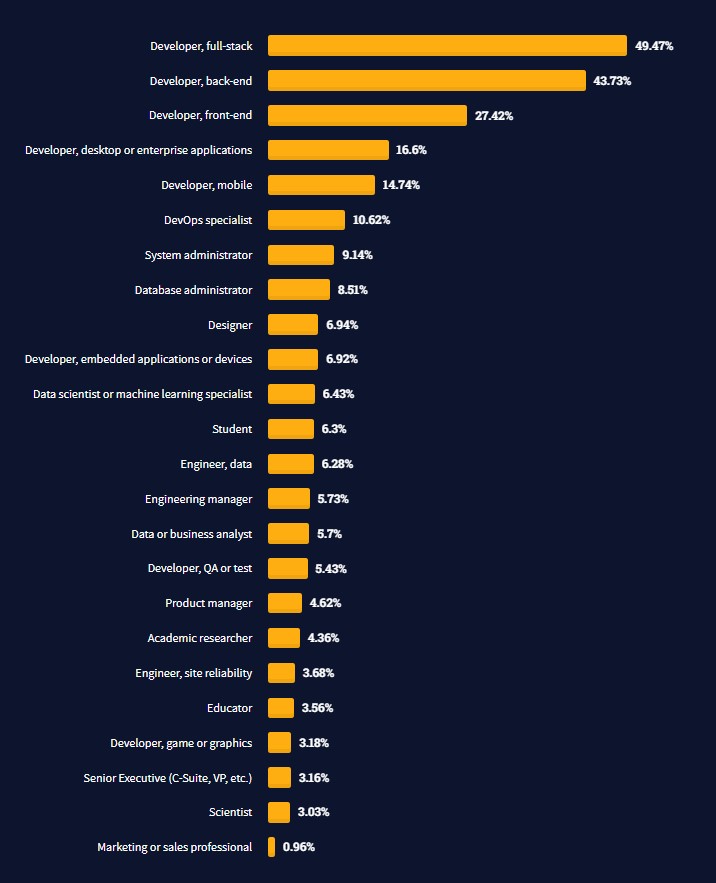 Developer, full-stack 49.47%
Developer, back-end 43.73%
Developer, front-end 27.42%
Developer, desktop or enterprise applications 16.6%
Developer, mobile 14.74%
DevOps specialist 10.62%
System administrator 9.14%
Database administrator 8.51%
Designer 6.94%
Developer, embedded applications or devices 6.92%
Data scientist or machine learning specialist 6.43%
Student 6.3%
Engineer, data 6.28%
Engineering manager 5.73%
Data or business analyst 5.7%
Developer, QA or test 5.43%
Product manager 4.62%
Academic researcher 4.36%
Engineer, site reliability 3.68%
Educator 3.56%
Developer, game or graphics 3.18%
Senior Executive (C-Suite, VP, etc.) 3.16%
Scientist 3.03%
Marketing or sales professional 0.96%